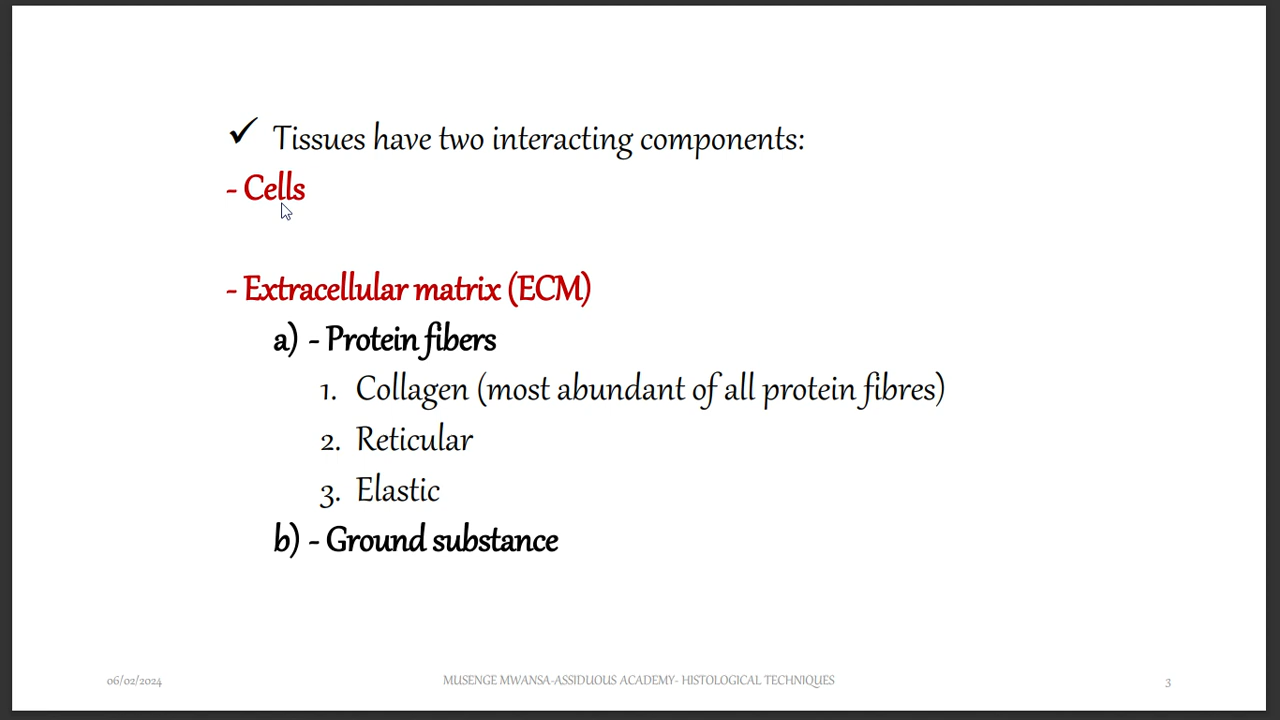 ✓ Tissues have two interacting components:
- Cells
- Extracellular matrix (ECM)
a) - Protein fibers
1. Collagen (most abundant of all protein fibres)
2. Reticular
3. Elastic
b) - Ground substance
06/02/2024 MUSENGE MWANSA-ASSIDUOUS ACADEMY- HISTOLOGICAL TECHNIQUES 3